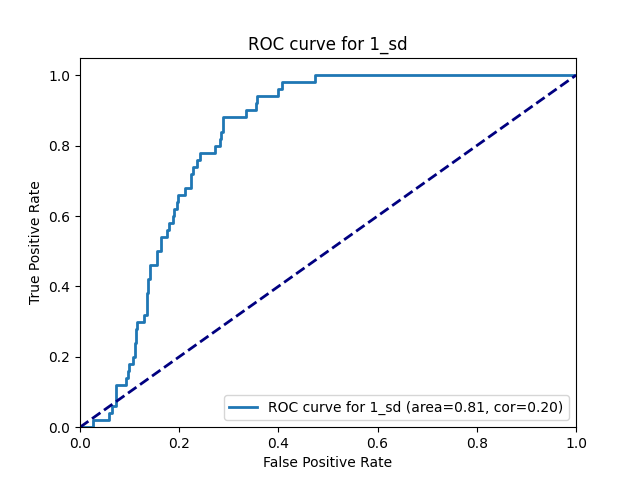 ROC curve for 1_sd
1.0
0.8
0.6
0.4
0.2
0.0
True Positive Rate
ROC curve for 1_sd (area=0.81, cor=0.20)
0.0 0.2 0.4 0.6 0.8 1.0
False Positive Rate